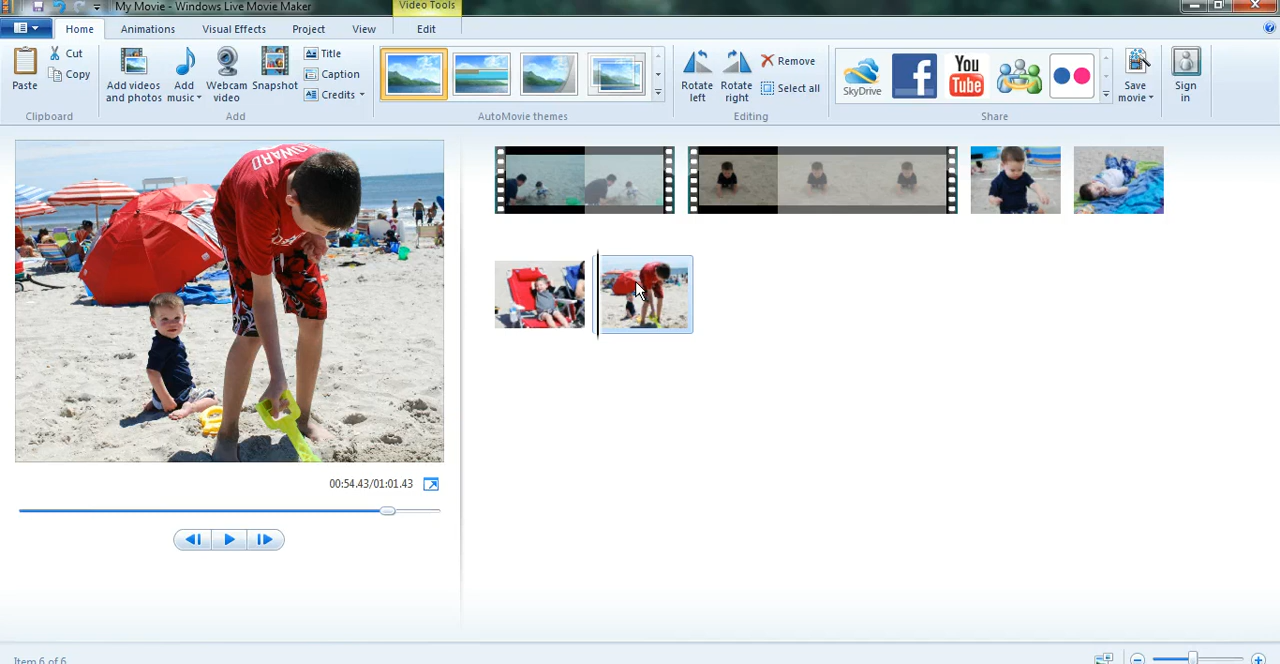 My Movie - Windows Live Movie Maker
Video Tools
Home
Animations
Visual Effects
Project
View
Edit
Paste
Cut
Copy
Clipboard
Add videos
and photos
Add
music
Webcam
video
Snapshot
Title
Caption
Credits
Add
AutoMovie themes
Rotate
left
Rotate
right
Remove
Select all
Editing
SkyDrive
You
Tube
Share
Save
movie
Sign
in
00:54.43/01:01.43
Item 6 of 6